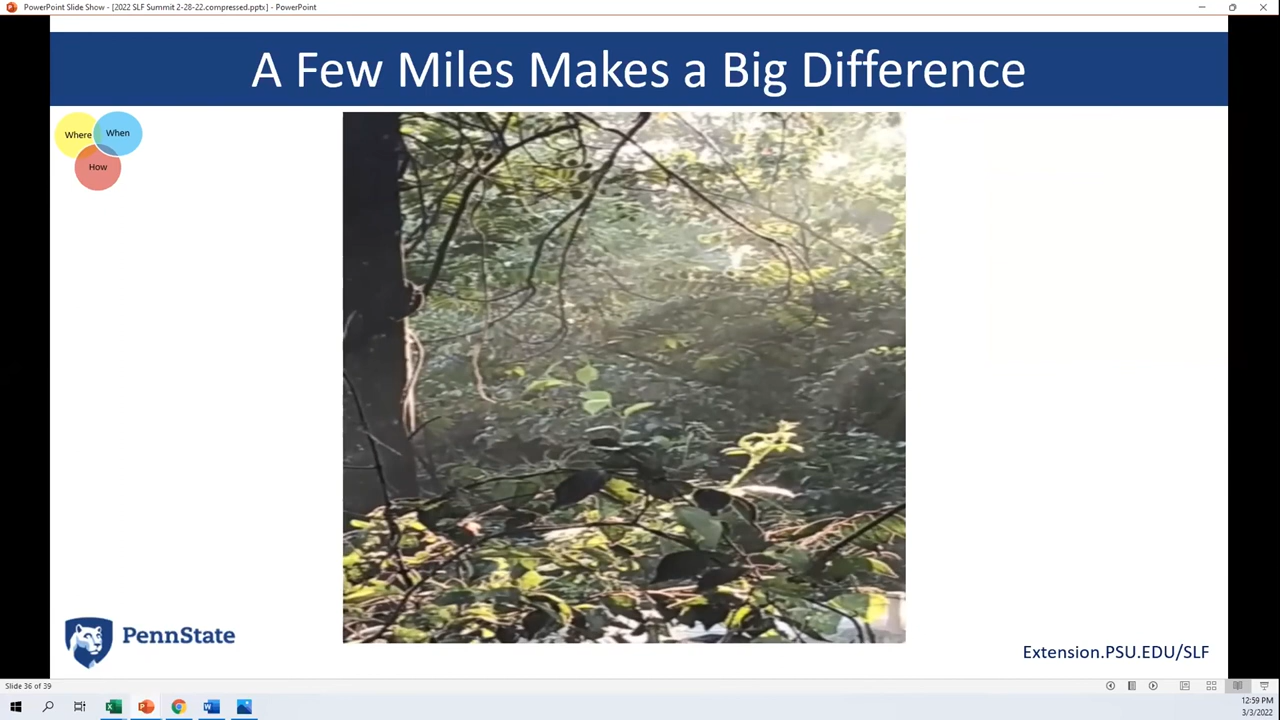 PowerPoint Slide Show - [2022 SLF Summit 2-28-22.compressed.pptx] - PowerPoint
A Few Miles Makes a Big Difference
Where
When
How
PennState
Extension.PSU.EDU/SLF
Slide 36 of 39
12:59 PM
3/3/2022